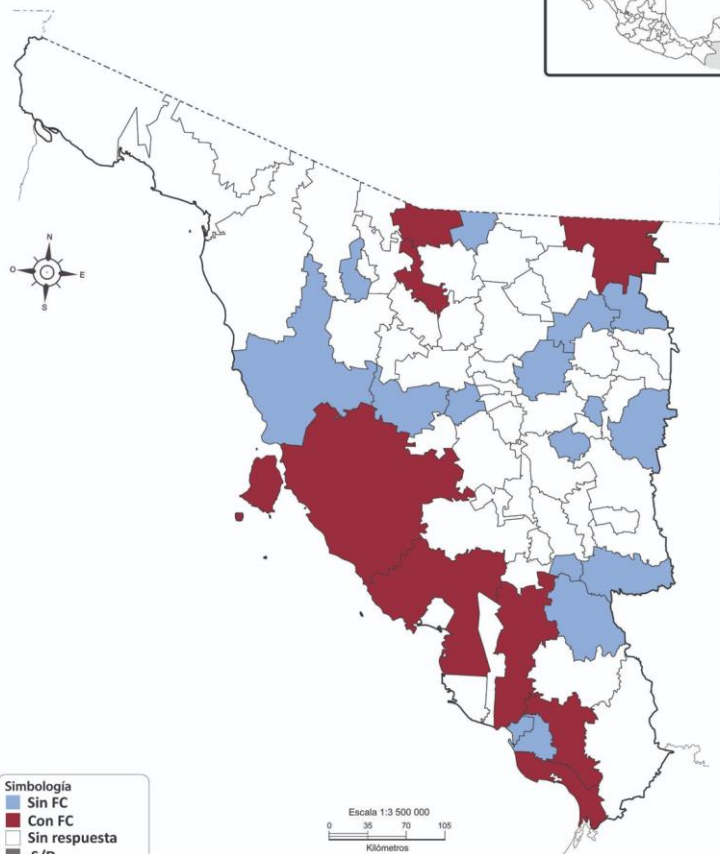 N
O
E
S
Simbología
Sin FC
Con FC
Sin respuesta
S/D
Escala 1:3 500 000
0 35 70 105
Kilómetros